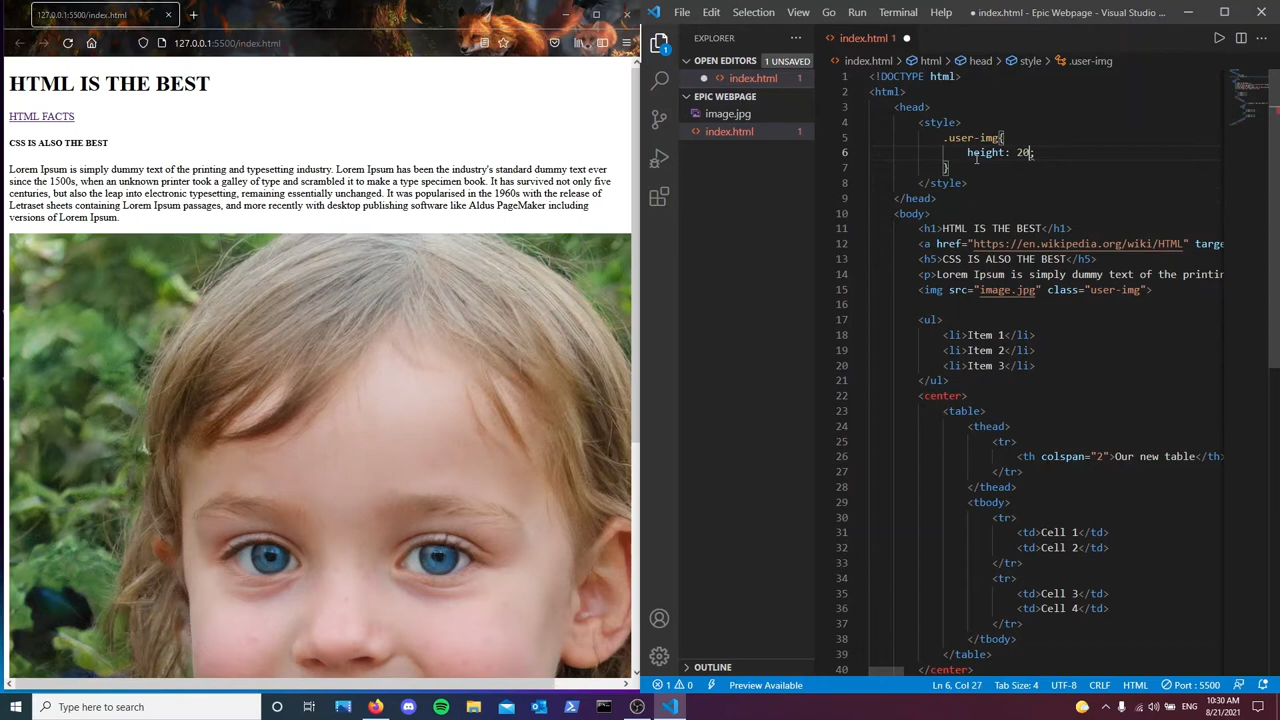 127.0.0.1:5500/index.html
127.0.0.1:5500/index.html
HTML IS THE BEST
HTML FACTS
CSS IS ALSO THE BEST
Lorem Ipsum is simply dummy text of the printing and typesetting industry. Lorem Ipsum has been the industry's standard dummy text ever
since the 1500s, when an unknown printer took a galley of type and scrambled it to make a type specimen book. It has survived not only five
centuries, but also the leap into electronic typesetting, remaining essentially unchanged. It was popularised in the 1960s with the release of
Letraset sheets containing Lorem Ipsum passages, and more recently with desktop publishing software like Aldus PageMaker including
versions of Lorem Ipsum.
File Edit Selection View Go Run ··· ● index.html - Epic Webpage - Visual Studio ...
EXPLORER
OPEN EDITORS 1 UNSAVED
index.html 1
EPIC WEBPAGE
image.jpg
index.html 1
OUTLINE
index.html 1
index.html > html > head > style > .user-img
1 <!DOCTYPE html>
2 <html>
3 <head>
4 <style>
5 .user-img{
6 height: 20;
7 }
8 </style>
9 </head>
10 <body>
11 <h1>HTML IS THE BEST</h1>
12 <a href="https://en.wikipedia.org/wiki/HTML" targe
13 <h5>CSS IS ALSO THE BEST</h5>
14 <p>Lorem Ipsum is simply dummy text of the printin
15 <img src="image.jpg" class="user-img">
16
17 <ul>
18 <li>Item 1</li>
19 <li>Item 2</li>
20 <li>Item 3</li>
21 </ul>
22 <center>
23 <table>
24 <thead>
25 <tr>
26 <th colspan="2">Our new table</th>
27 </tr>
28 </thead>
29 <tbody>
30 <tr>
31 <td>Cell 1</td>
32 <td>Cell 2</td>
33 </tr>
34 <tr>
35 <td>Cell 3</td>
36 <td>Cell 4</td>
37 </tr>
38 </tbody>
39 </table>
40 </center>
1 0 Preview Available Ln 6, Col 27 Tab Size: 4 UTF-8 CRLF HTML Port : 5500
Type here to search
ENG
10:30 AM
8/21/2021